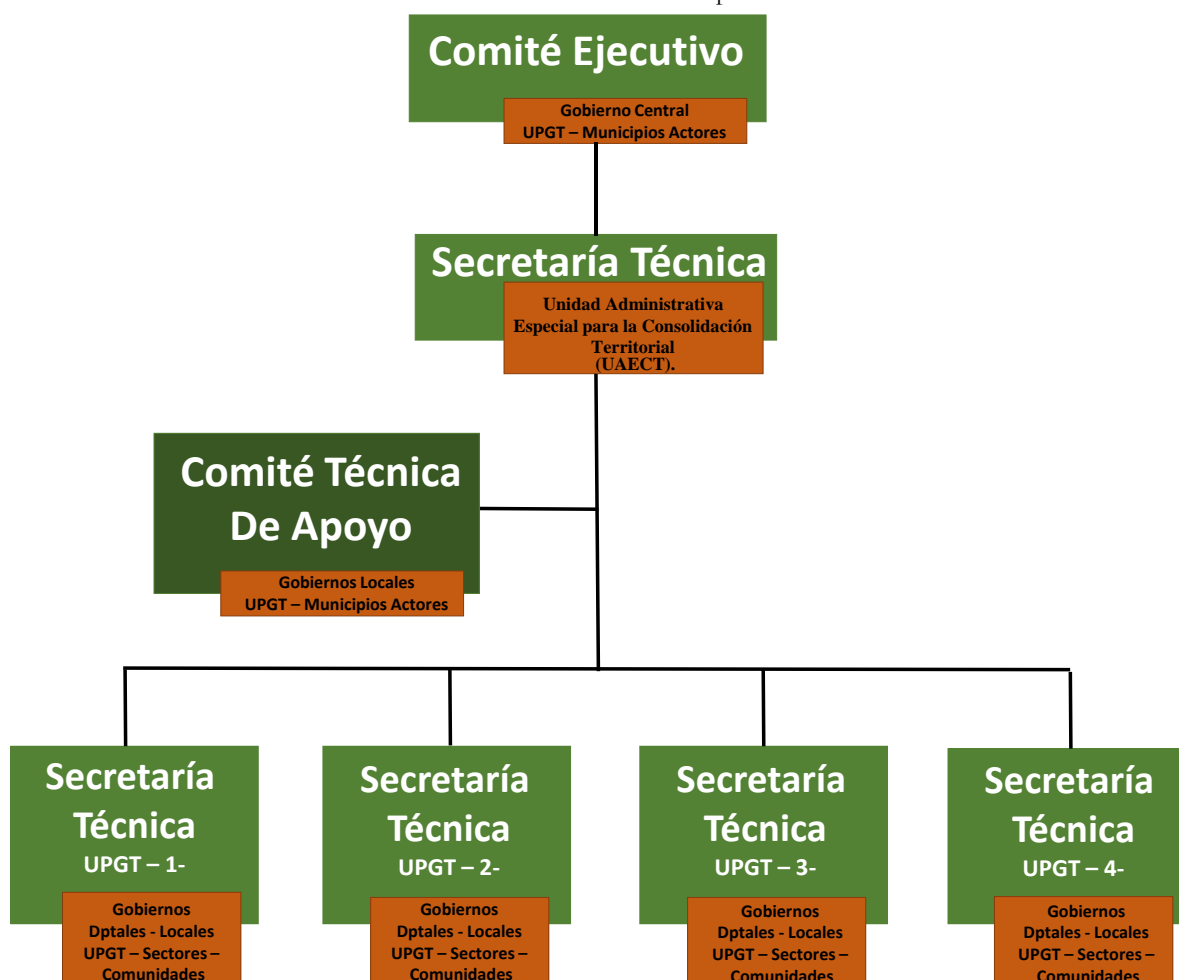 Comité Ejecutivo
Gobierno Central
UPGT – Municipios Actores
Secretaría Técnica
Unidad Administrativa
Especial para la Consolidación
Territorial
(UAECT).
Comité Técnica
De Apoyo
Gobiernos Locales
UPGT – Municipios Actores
Secretaría
Técnica
UPGT – 1-
Gobiernos
Dptales - Locales
UPGT – Sectores –
Comunidades
Secretaría
Técnica
UPGT – 2-
Gobiernos
Dptales - Locales
UPGT – Sectores –
Comunidades
Secretaría
Técnica
UPGT – 3-
Gobiernos
Dptales - Locales
UPGT – Sectores –
Comunidades
Secretaría
Técnica
UPGT – 4-
Gobiernos
Dptales - Locales
UPGT – Sectores –
Comunidades